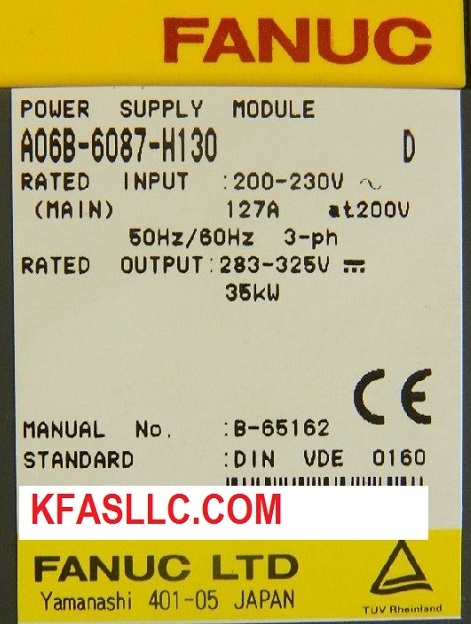 FANUC
POWER SUPPLY MODULE
A06B-6087-H130 D
RATED INPUT :200-230V ~
(MAIN) 127A at200V
50Hz/60Hz 3-ph
RATED OUTPUT:283-325V ⎓
35kW
CE
MANUAL No. :B-65162
STANDARD :DIN VDE 0160
KFASLLC.COM
FANUC LTD
Yamanashi 401-05 JAPAN
TÜV Rheinland